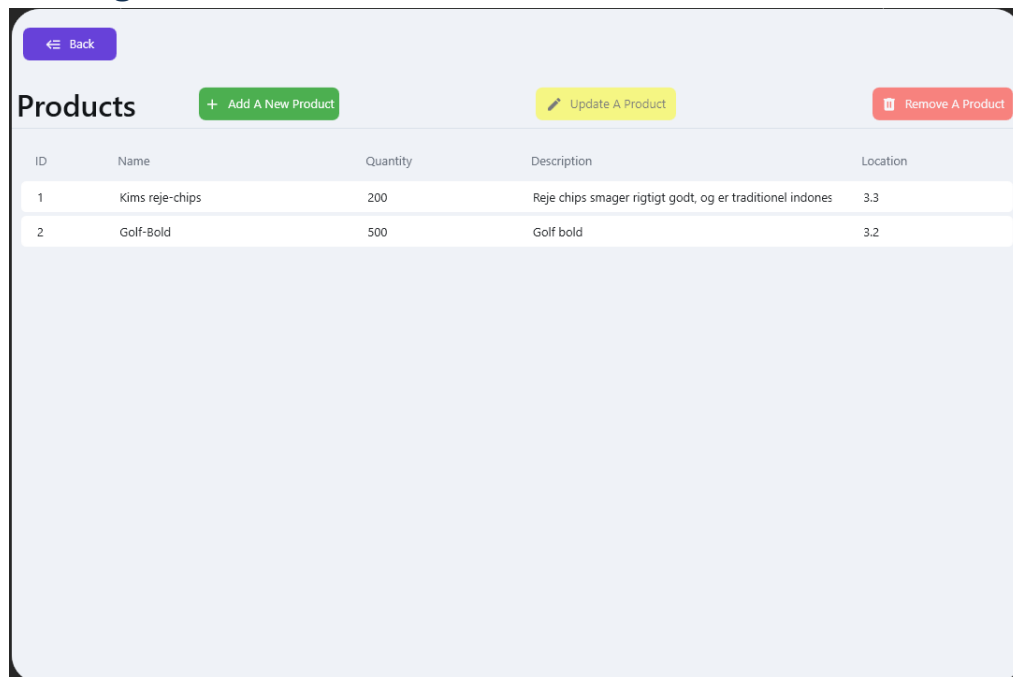 Back
Products
Add A New Product
Update A Product
Remove A Product
ID Name Quantity Description Location
1 Kims reje-chips 200 Reje chips smager rigtigt godt, og er traditionel indones 3.3
2 Golf-Bold 500 Golf bold 3.2